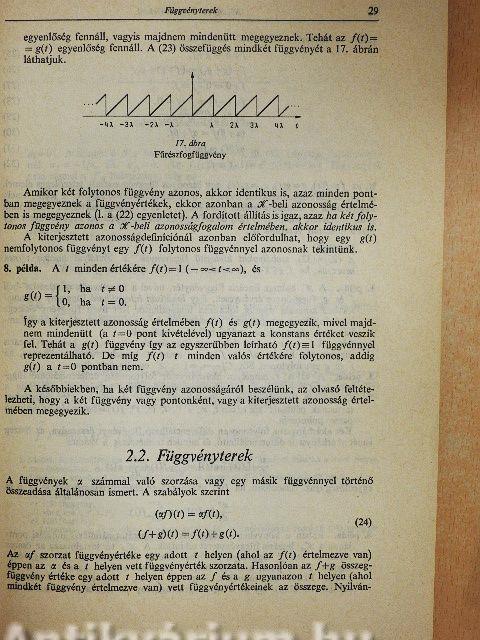 Függvényterek 29
egyenlőség fennáll, vagyis majdnem mindenütt megegyeznek. Tehát az f(t)=
= g(t) egyenlőség fennáll. A (23) összefüggés mindkét függvényét a 17. ábrán
láthatjuk.
... ...
-4λ -3λ -2λ -λ λ 2λ 3λ 4λ t
17. ábra
Fűrészfogfüggvény
Amikor két folytonos függvény azonos, akkor identikus is, azaz minden pont-
ban megegyeznek a függvényértékek, ekkor azonban a 𝒦-beli azonosság értelmé-
ben is megegyeznek (l. a (22) egyenletet). A fordított állítás is igaz, azaz ha két foly-
tonos függvény azonos a 𝒦-beli azonosságfogalom értelmében, akkor identikus is.
A kiterjesztett azonosságdefiníciónál azonban előfordulhat, hogy egy g(t)
nemfolytonos függvényt egy f(t) folytonos függvénnyel azonosnak tekintünk.
8. példa. A t minden értékére f(t)=1 (-∞<t<∞), és
g(t) = {1, ha t≠0
{0, ha t=0.
Így a kiterjesztett azonosság értelmében f(t) és g(t) megegyezik, mivel majd-
nem mindenütt (a t=0 pont kivételével) ugyanazt a konstans értéket veszik
fel. Tehát a g(t) függvény így az egyszerűbben leírható f(t)≡1 függvénnyel
reprezentálható. De míg f(t) t minden valós értékére folytonos, addig
g(t) a t=0 pontban nem.
A későbbiekben, ha két függvény azonosságáról beszélünk, az olvasó feltéte-
lezheti, hogy a két függvény vagy pontonként, vagy a kiterjesztett azonosság értel-
mében megegyezik.
2.2. Függvényterek
A függvények α számmal való szorzása vagy egy másik függvénnyel történő
összeadása általánosan ismert. A szabályok szerint
(αf)(t) = αf(t),
(24)
(f+g)(t) = f(t)+g(t).
Az αf szorzat függvényértéke egy adott t helyen (ahol az f(t) értelmezve van)
éppen az α és a t helyen vett függvényérték szorzata. Hasonlóan az f+g összeg-
függvény értéke egy adott t helyen éppen az f és a g ugyanazon t helyen (ahol
mindkét függvény értelmezve van) vett függvényértékeinek az összege. Nyilván-
Antikvárium.hu